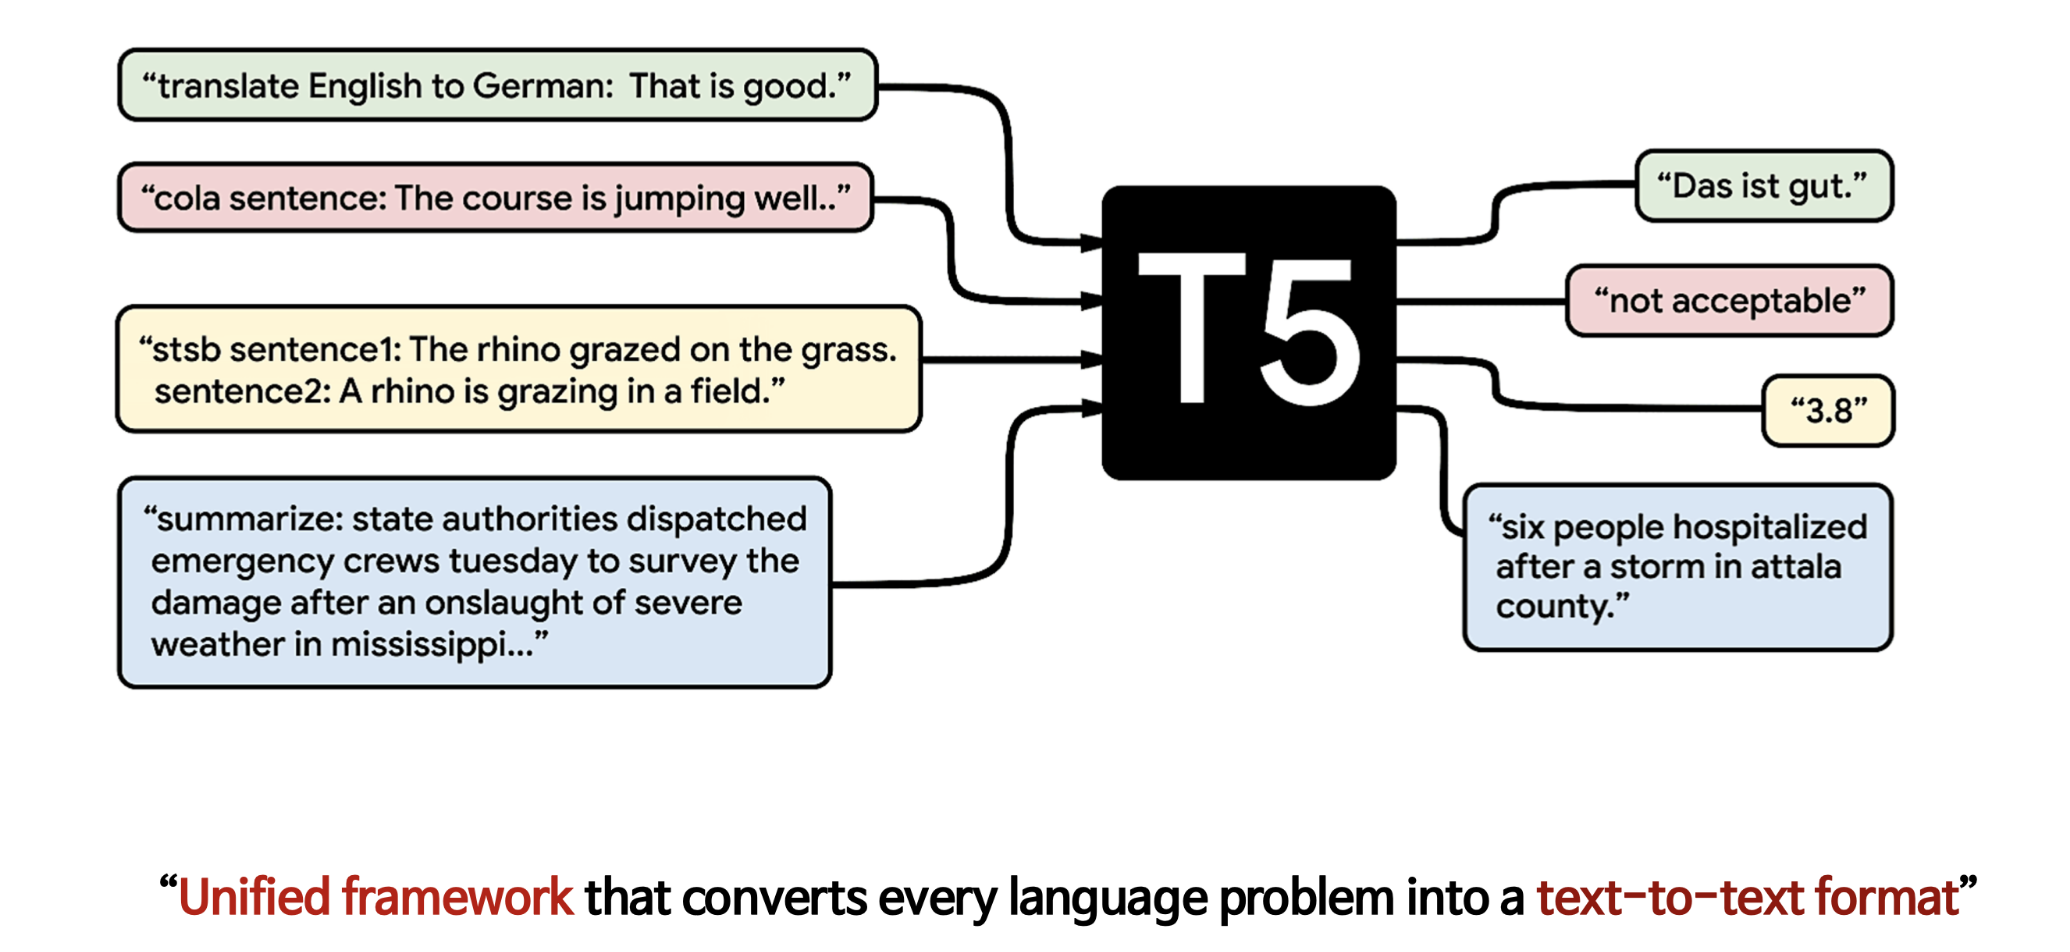 “translate English to German:  That is good.”
“cola sentence: The course is jumping well..”
“stsb sentence1: The rhino grazed on the grass.
sentence2: A rhino is grazing in a field.”
“summarize: state authorities dispatched
emergency crews tuesday to survey the
damage after an onslaught of severe
weather in mississippi...”
T5
“Das ist gut.”
“not acceptable”
“3.8”
“six people hospitalized
after a storm in attala
county.”
“Unified framework that converts every language problem into a text-to-text format”